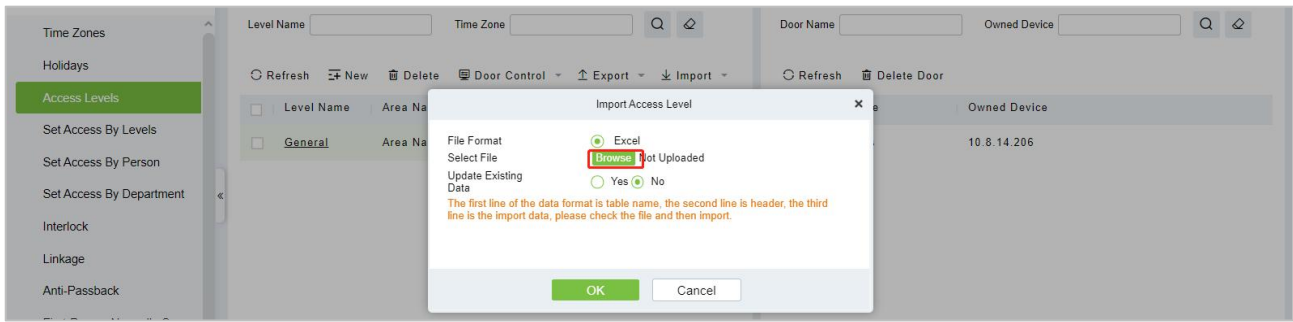 Time Zones
Holidays
Access Levels
Set Access By Levels
Set Access By Person
Set Access By Department
Interlock
Linkage
Anti-Passback
Level Name
Time Zone
Door Name
Owned Device
Refresh New Delete Door Control Export Import
Refresh Delete Door
Level Name Area Na
Owned Device
General Area Na
10.8.14.206
Import Access Level
File Format Excel
Select File Browse Not Uploaded
Update Existing
Data
Yes No
The first line of the data format is table name, the second line is header, the third
line is the import data, please check the file and then import.
OK Cancel